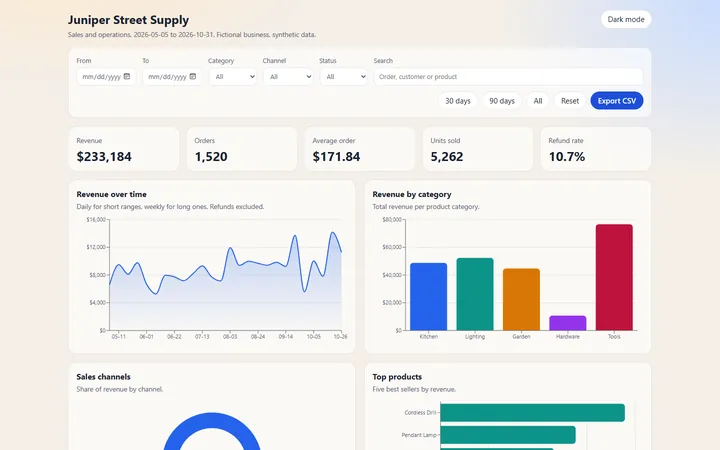 Juniper Street Supply
Dark mode
Sales and operations. 2026-05-05 to 2026-10-31. Fictional business, synthetic data.
From To Category Channel Status Search
mm/dd/yyyy mm/dd/yyyy All All All Order, customer or product
30 days 90 days All Reset Export CSV
Revenue Orders Average order Units sold Refund rate
$233,184 1,520 $171.84 5,262 10.7%
Revenue over time
Daily for short ranges, weekly for long ones. Refunds excluded.
$16,000
$12,000
$8,000
$4,000
$0
05-11 06-01 06-22 07-13 08-03 08-24 09-14 10-05 10-26
Revenue by category
Total revenue per product category.
$80,000
$60,000
$40,000
$20,000
$0
Kitchen Lighting Garden Hardware Tools
Sales channels
Share of revenue by channel.
Top products
Five best sellers by revenue.
Cordless Drill
Pendant Lamp